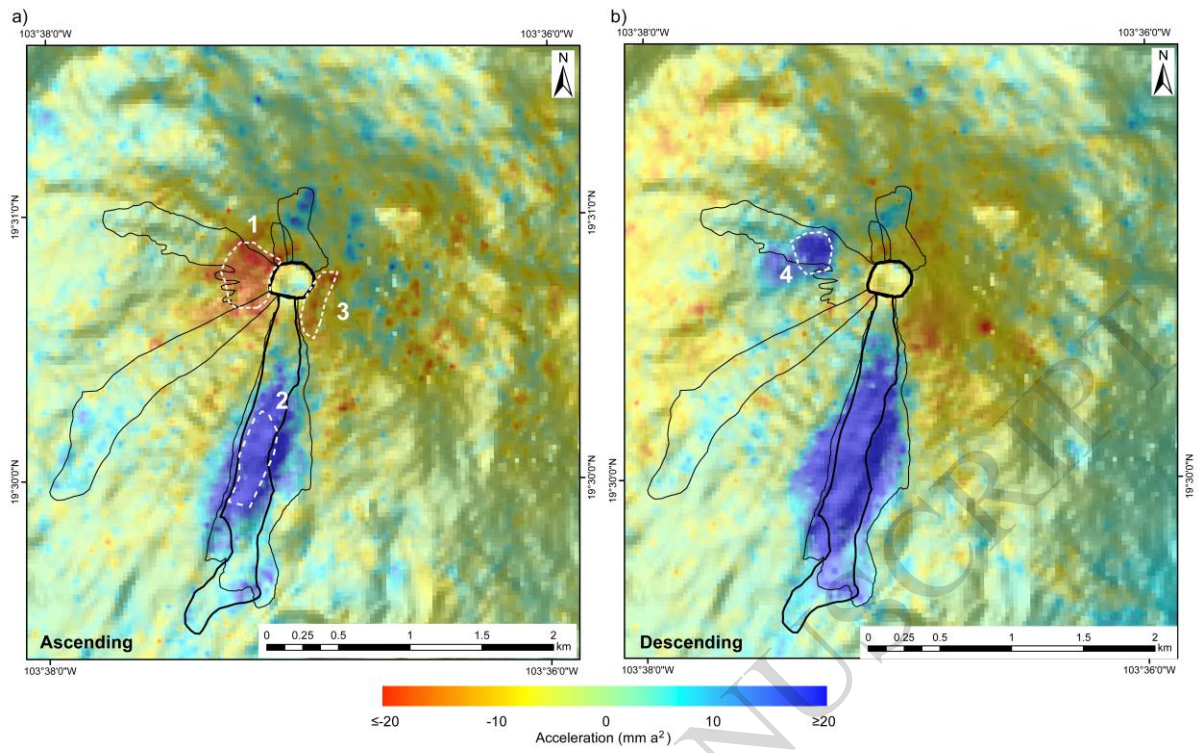 a)
b)
103°38'0"W
103°36'0"W
103°38'0"W
103°36'0"W
N
N
19°31'0"N
19°31'0"N
1
3
4
2
19°30'0"N
19°30'0"N
Ascending
0 0.25 0.5 1 1.5 2
km
Descending
0 0.25 0.5 1 1.5 2
km
103°38'0"W
103°36'0"W
103°38'0"W
103°36'0"W
≤-20 -10 0 10 ≥20
Acceleration (mm a²)
NUSCRIPT